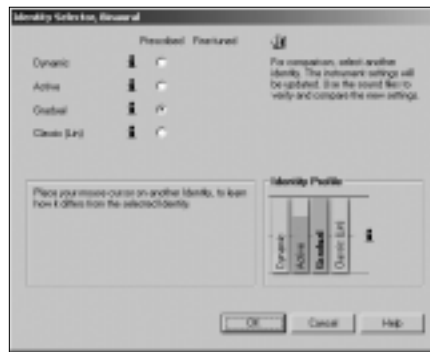 Identity Selector, Binaural
Prescribed Finetuned
Dynamic
Active
Gradual
Classic (Lin)
For comparison, select another
identity. The instrument settings will
be updated. Use the sound files to
verify and compare the new settings.
Place your mouse cursor on another Identity, to learn
how it differs from the selected Identity.
Identity Profile
Dynamic
Active
Gradual
Classic (Lin)
OK Cancel Help